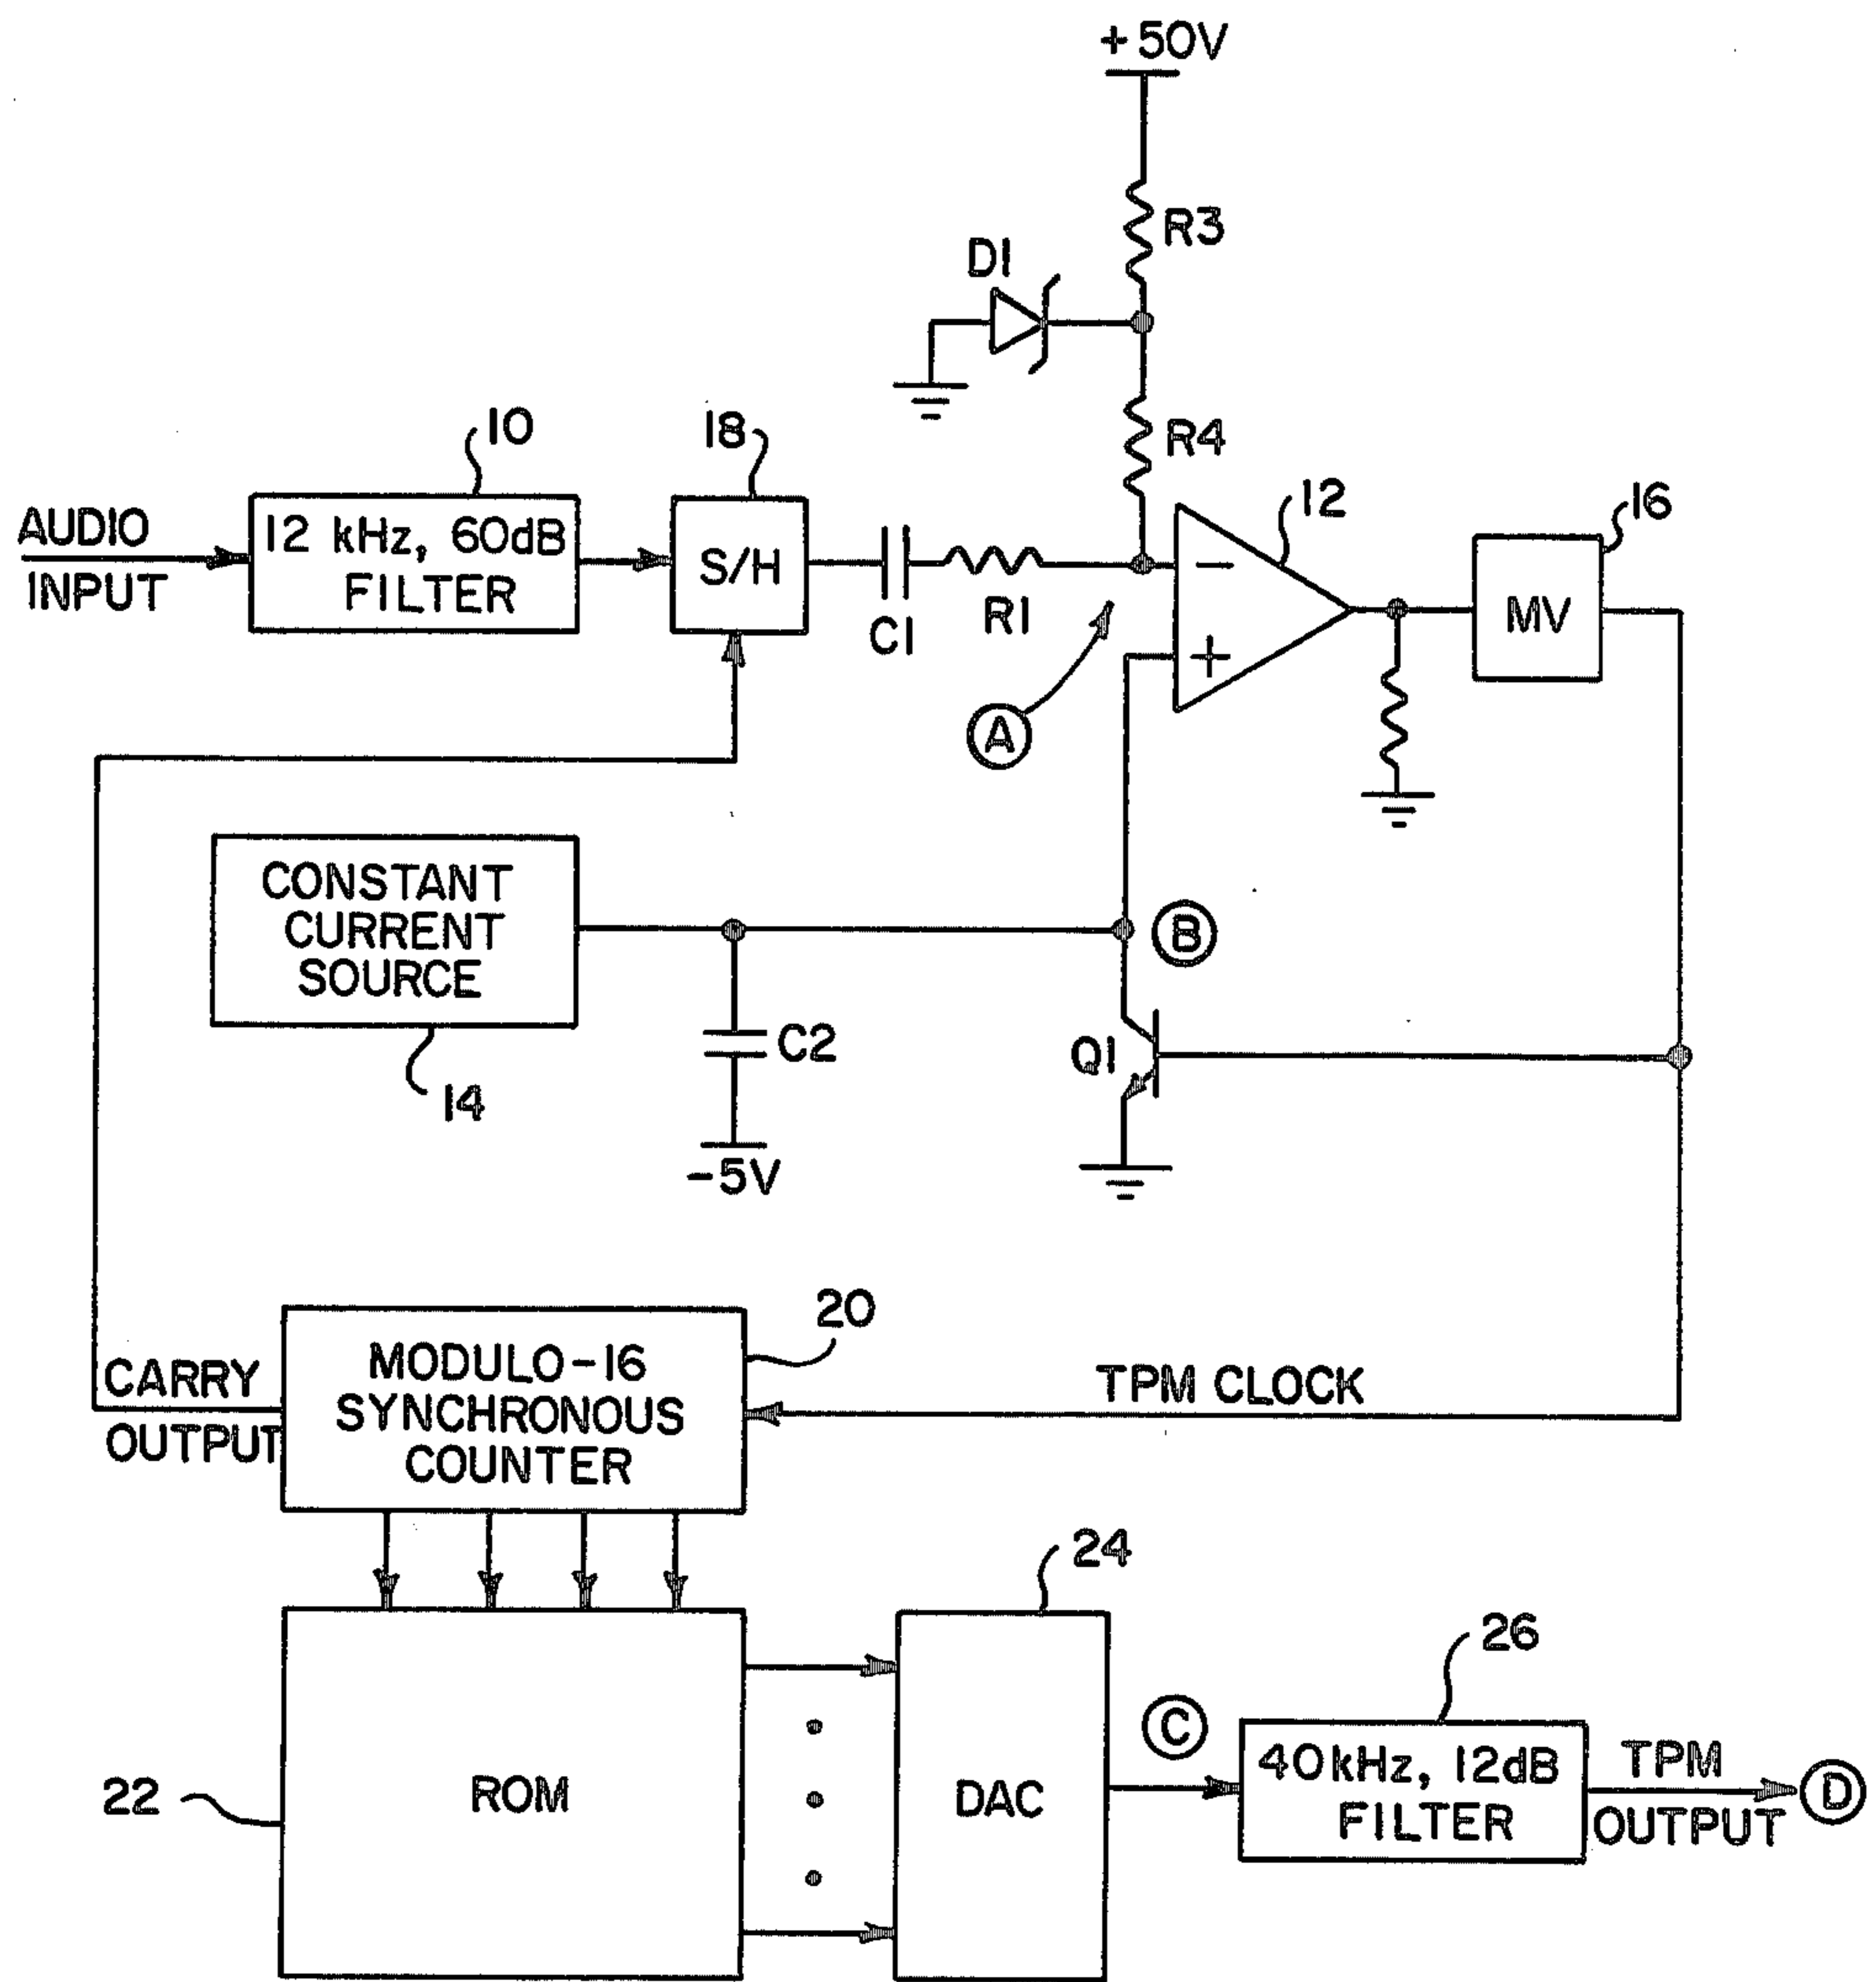 +50V
R3
D1
R4
10
18
12
16
AUDIO
INPUT
12 kHz, 60dB
FILTER
S/H
C1
R1
−
+
MV
A
CONSTANT
CURRENT
SOURCE
B
14
C2
-5V
Q1
20
MODULO-16
SYNCHRONOUS
COUNTER
CARRY
OUTPUT
TPM CLOCK
24
26
22
ROM
DAC
C
40kHz, 12dB
FILTER
TPM
OUTPUT
D